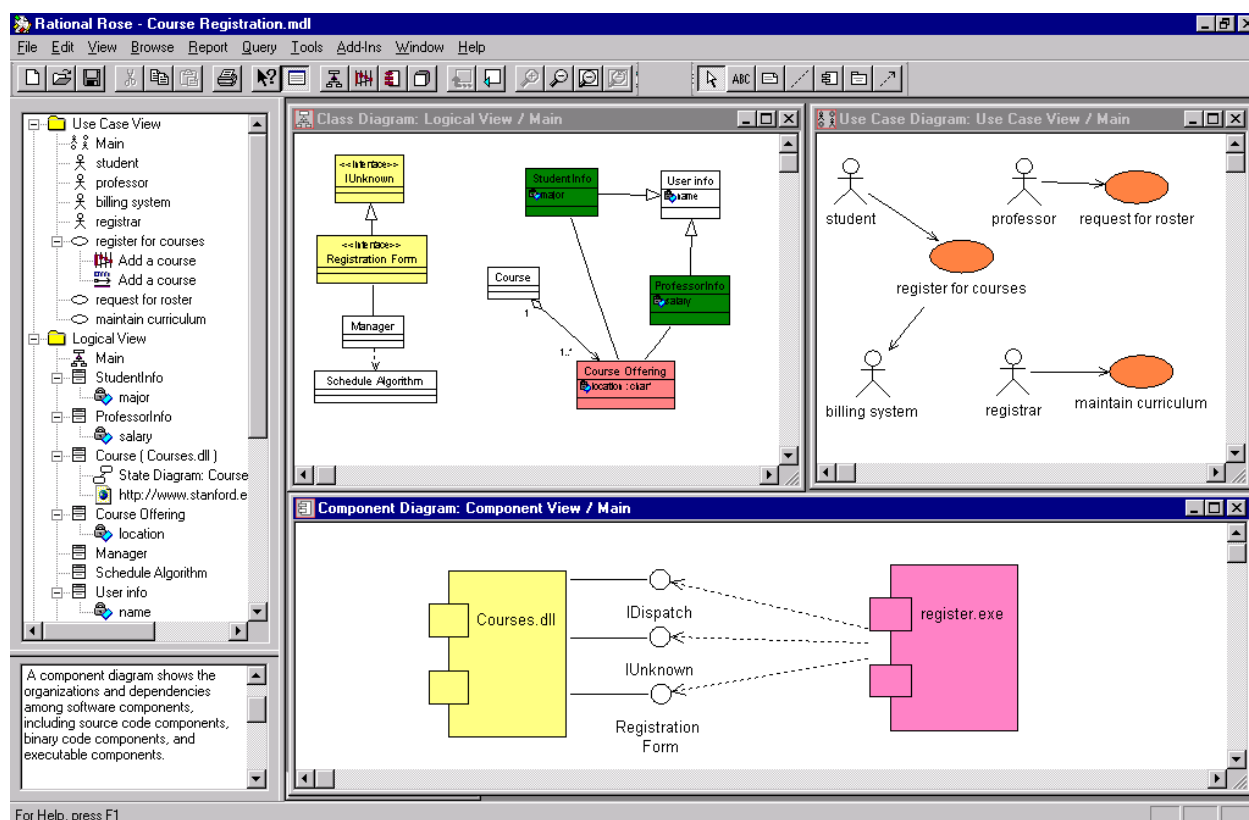 Rational Rose - Course Registration.mdl
File Edit View Browse Report Query Tools Add-Ins Window Help
ABC
Use Case View
Main
student
professor
billing system
registrar
register for courses
Add a course
Add a course
request for roster
maintain curriculum
Logical View
Main
StudentInfo
major
ProfessorInfo
salary
Course ( Courses.dll )
State Diagram: Course
http://www.stanford.e
Course Offering
location
Manager
Schedule Algorithm
User info
name
A component diagram shows the
organizations and dependencies
among software components,
including source code components,
binary code components, and
executable components.
Class Diagram: Logical View / Main
<<Interface>>
IUnknown
<<Interface>>
Registration Form
Manager
Schedule Algorithm
StudentInfo
major
User info
name
Course
1
1..*
ProfessorInfo
salary
Course Offering
location : char*
Use Case Diagram: Use Case View / Main
student
professor
request for roster
register for courses
billing system
registrar
maintain curriculum
Component Diagram: Component View / Main
Courses.dll
IDispatch
IUnknown
Registration
Form
register.exe
For Help, press F1